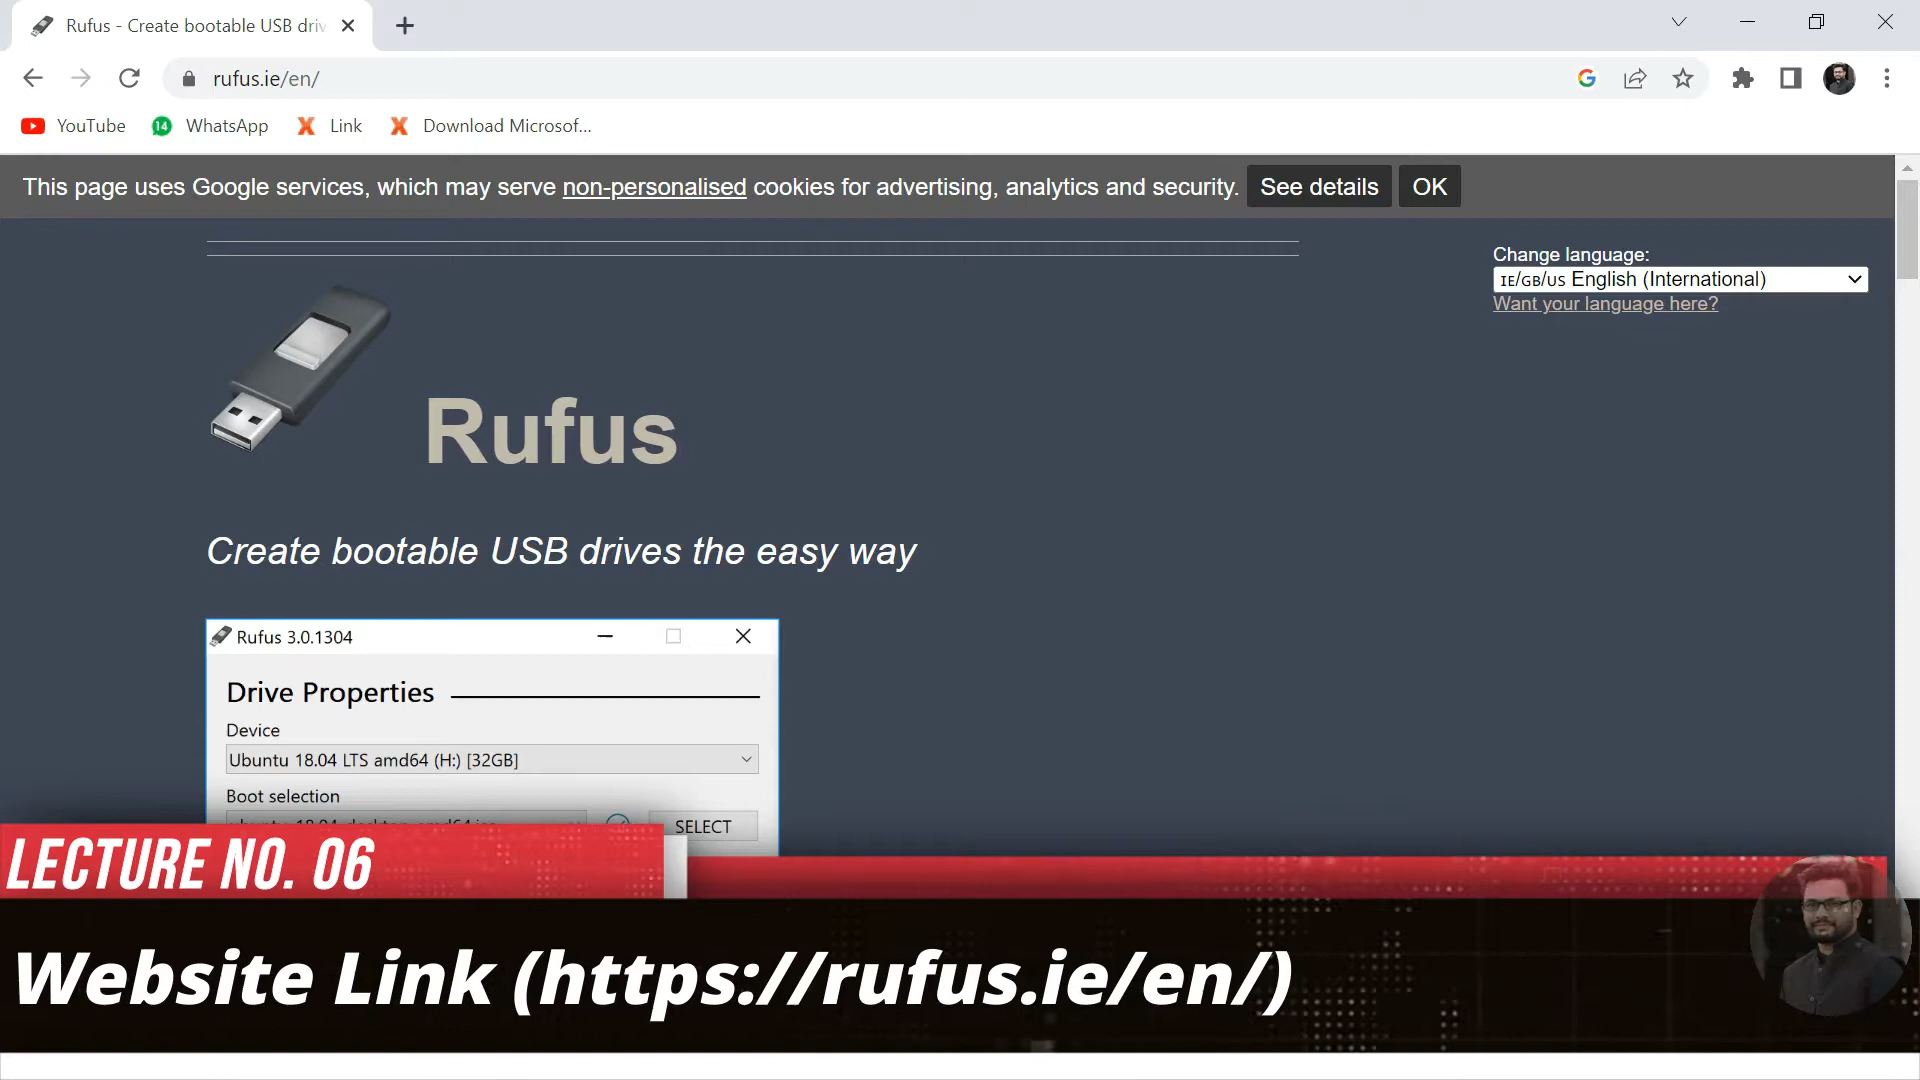 Rufus - Create bootable USB driv
rufus.ie/en/
YouTube
14
WhatsApp
Link
Download Microsof...
This page uses Google services, which may serve non-personalised cookies for advertising, analytics and security.
See details
OK
Change language:
IE/GB/US English (International)
Want your language here?
Rufus
Create bootable USB drives the easy way
Rufus 3.0.1304
Drive Properties
Device
Ubuntu 18.04 LTS amd64 (H:) [32GB]
Boot selection
SELECT
LECTURE NO. 06
Website Link (https://rufus.ie/en/)